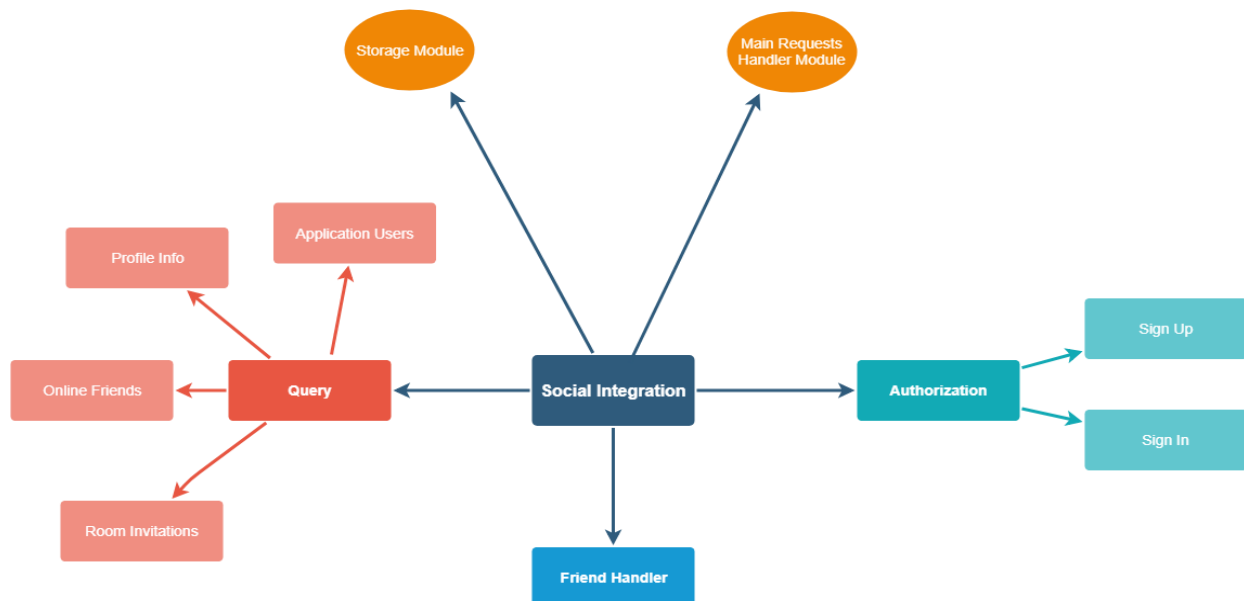 Storage Module
Main Requests
Handler Module
Application Users
Profile Info
Sign Up
Online Friends
Query
Social Integration
Authorization
Sign In
Room Invitations
Friend Handler